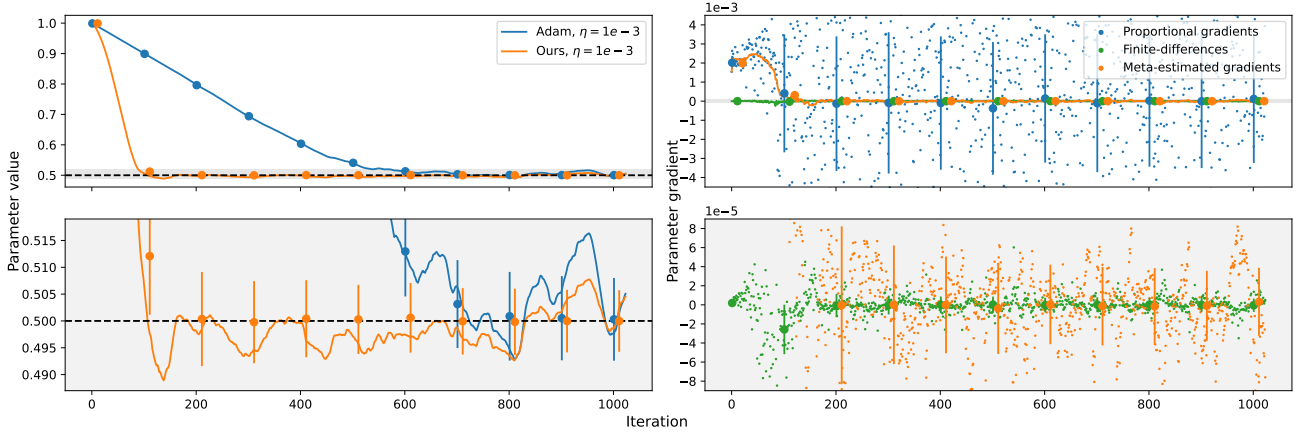 1.0
0.9
0.8
0.7
0.6
0.5
Adam, η = 1e − 3
Ours, η = 1e − 3
0.515
0.510
0.505
0.500
0.495
0.490
0 200 400 600 800 1000
Parameter value
1e−3
4
3
2
1
0
−1
−2
−3
−4
Proportional gradients
Finite-differences
Meta-estimated gradients
1e−5
8
6
4
2
0
−2
−4
−6
−8
0 200 400 600 800 1000
Parameter gradient
Iteration